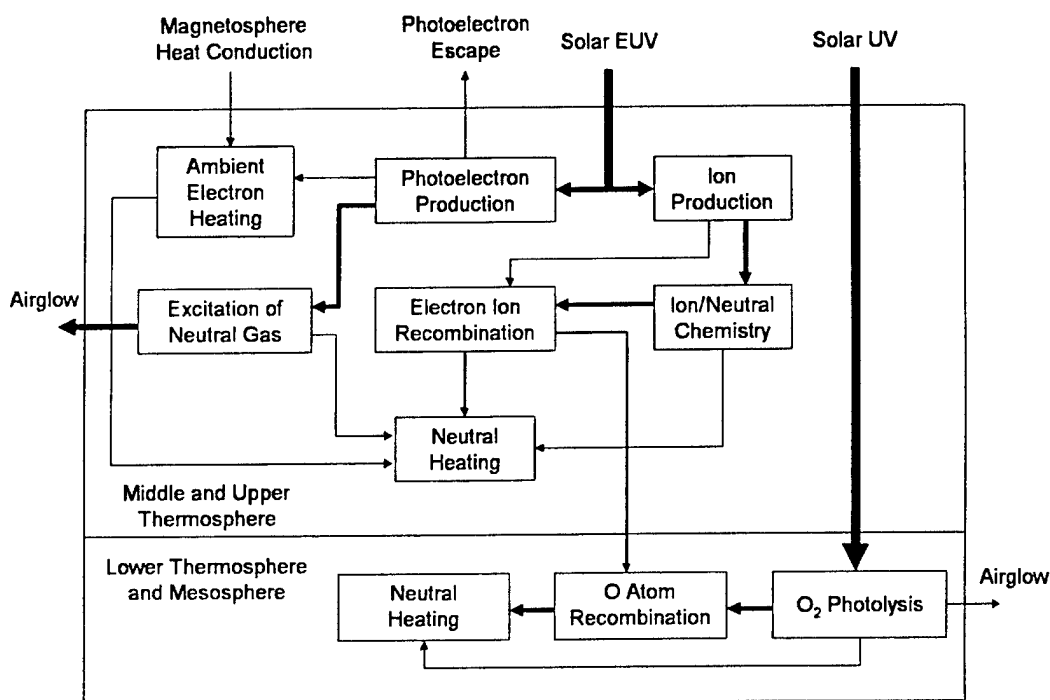 Magnetosphere
Heat Conduction
Photoelectron
Escape
Solar EUV
Solar UV
Ambient
Electron
Heating
Photoelectron
Production
Ion
Production
Airglow
Excitation of
Neutral Gas
Electron Ion
Recombination
Ion/Neutral
Chemistry
Neutral
Heating
Middle and Upper
Thermosphere
Lower Thermosphere
and Mesosphere
Neutral
Heating
O Atom
Recombination
O₂ Photolysis
Airglow